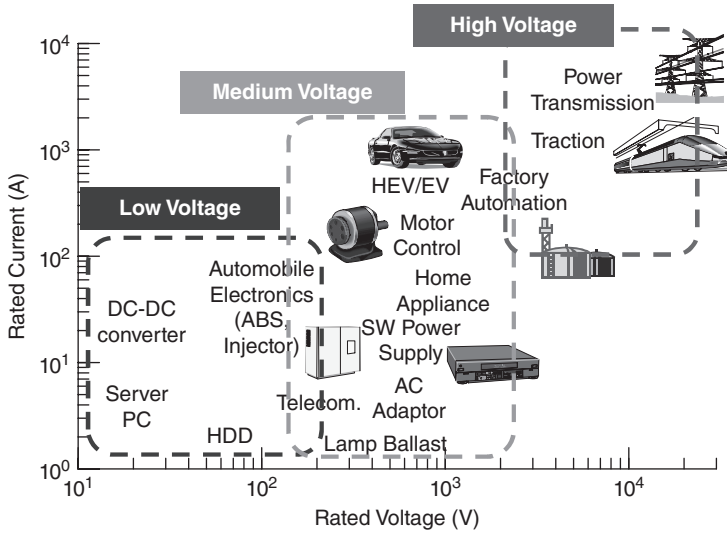 High Voltage
Medium Voltage
Low Voltage
Power
Transmission
Traction
HEV/EV
Factory
Automation
Motor
Control
Automobile
Electronics
(ABS,
Injector)
Home
Appliance
DC-DC
converter
SW Power
Supply
Server
PC
Telecom.
AC
Adaptor
HDD
Lamp Ballast
Rated Current (A)
10⁴
10³
10²
10¹
10⁰
10¹
10²
10³
10⁴
Rated Voltage (V)